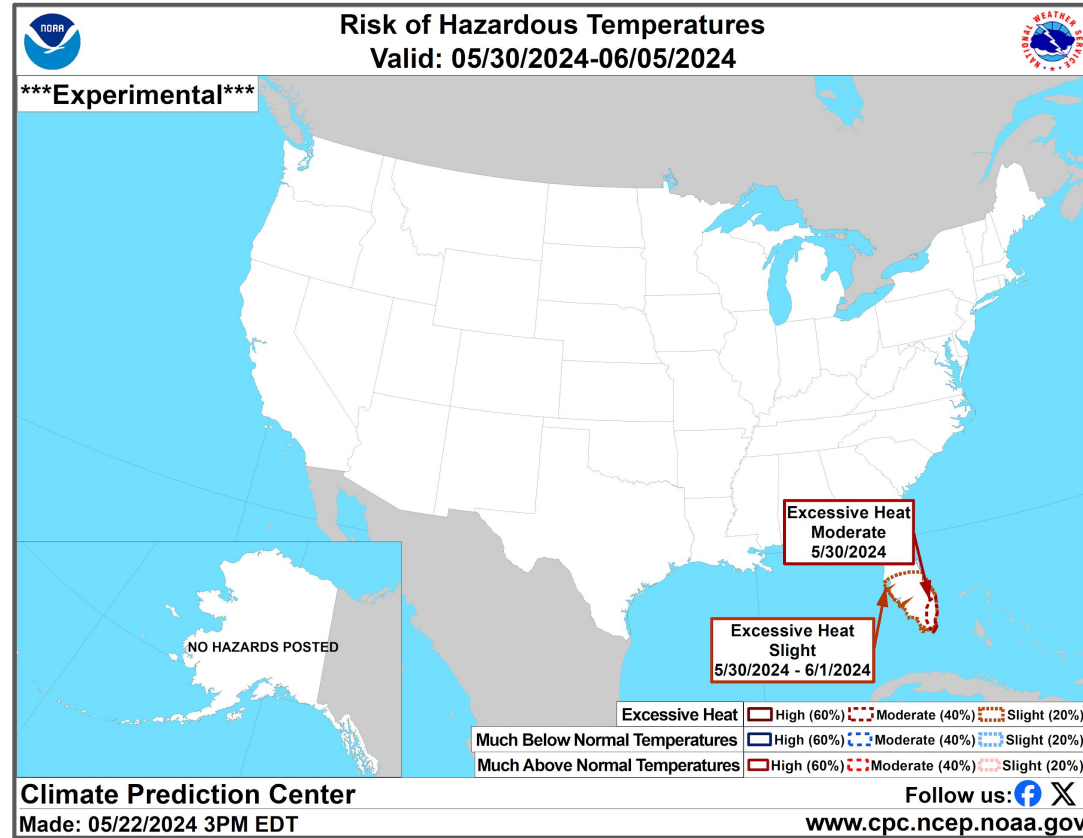 NOAA
Risk of Hazardous Temperatures
Valid: 05/30/2024-06/05/2024
NATIONAL WEATHER SERVICE
***Experimental***
Excessive Heat
Moderate
5/30/2024
Excessive Heat
Slight
5/30/2024 - 6/1/2024
NO HAZARDS POSTED
Excessive Heat High (60%) Moderate (40%) Slight (20%)
Much Below Normal Temperatures High (60%) Moderate (40%) Slight (20%)
Much Above Normal Temperatures High (60%) Moderate (40%) Slight (20%)
Climate Prediction Center
Follow us:
Made: 05/22/2024 3PM EDT
www.cpc.ncep.noaa.gov